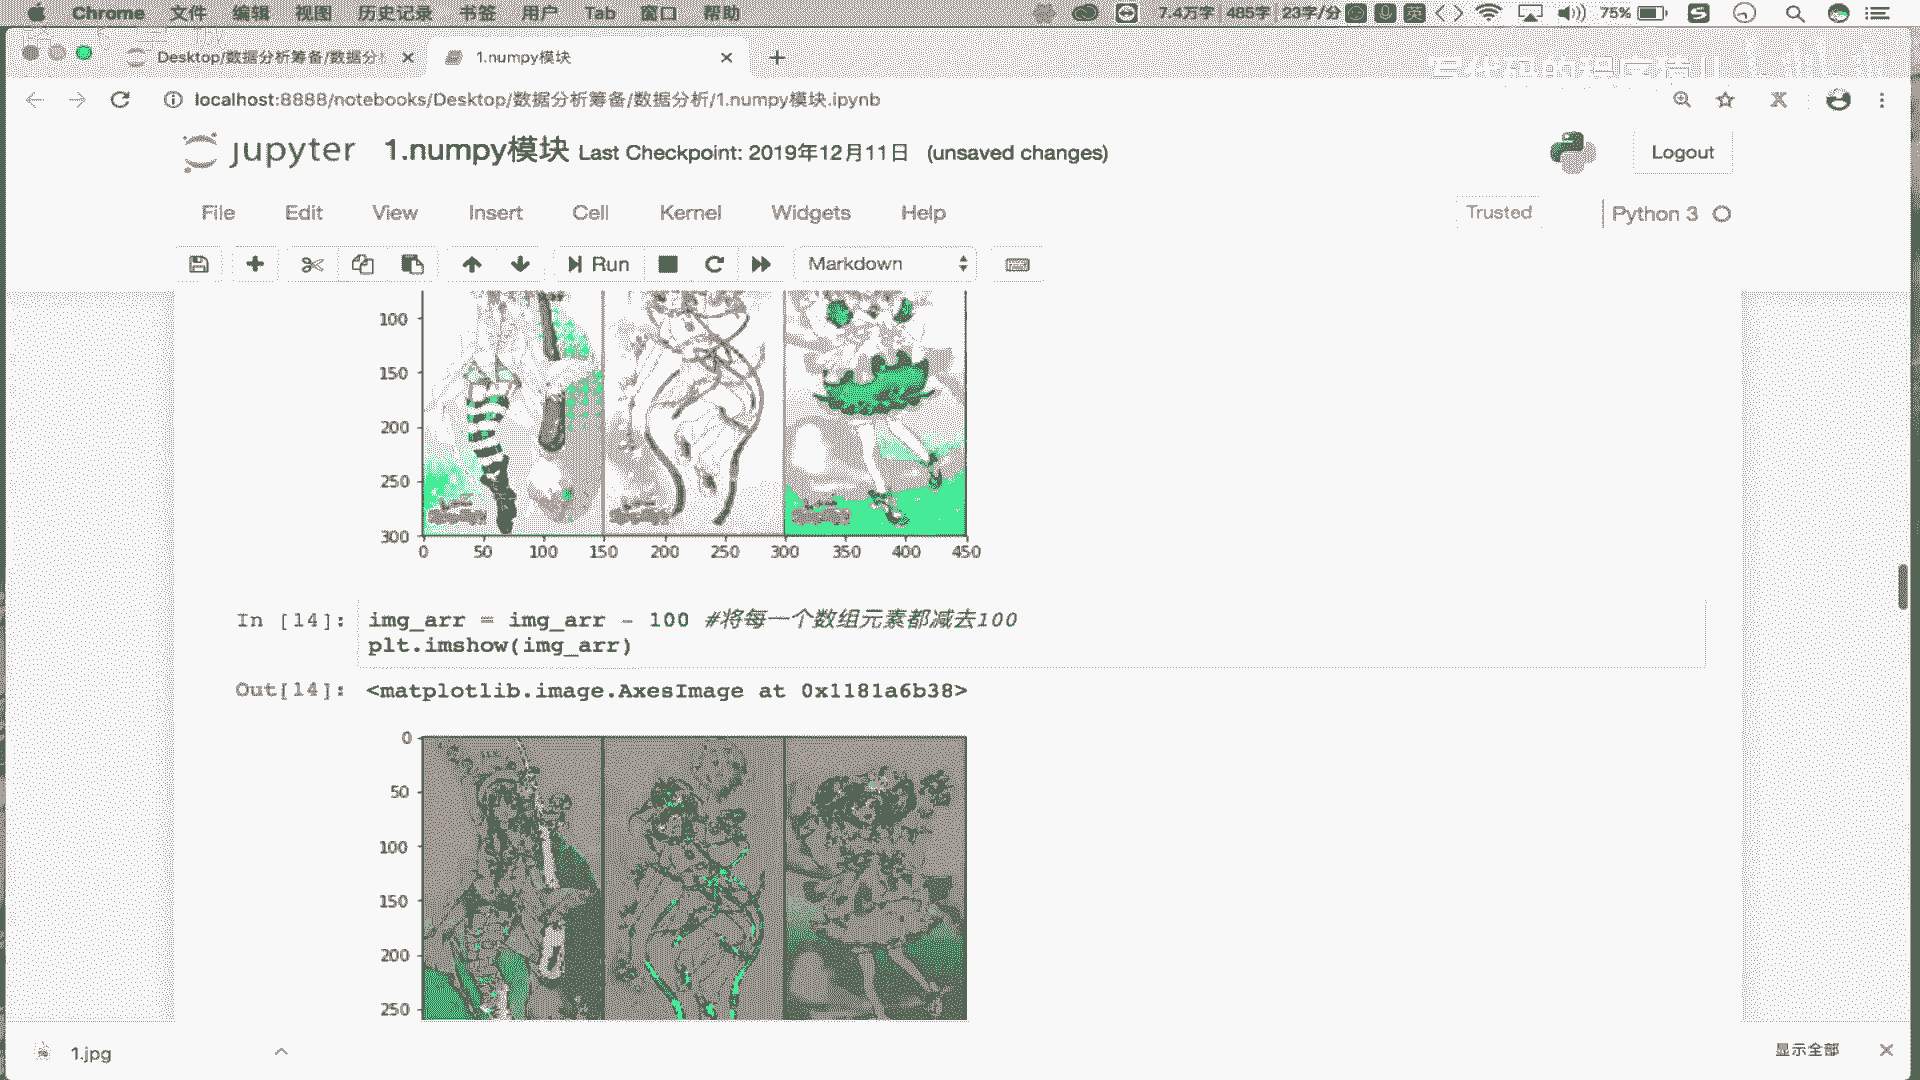 Chrome 文件 编辑 视图 历史记录 书签 用户 Tab 窗口 帮助 7.4万字 485字 23字/分 英 75%
Desktop/数据分析筹备/数据分 1.numpy模块
localhost:8888/notebooks/Desktop/数据分析筹备/数据分析/1.numpy模块.ipynb
jupyter 1.numpy模块 Last Checkpoint: 2019年12月11日 (unsaved changes) Logout
File Edit View Insert Cell Kernel Widgets Help Trusted Python 3
Run Markdown
100
150
200
250
300
0 50 100 150 200 250 300 350 400 450
In [14]: img_arr = img_arr - 100 #将每一个数组元素都减去100
plt.imshow(img_arr)
Out[14]: <matplotlib.image.AxesImage at 0x1181a6b38>
0
50
100
150
200
250
1.jpg 显示全部